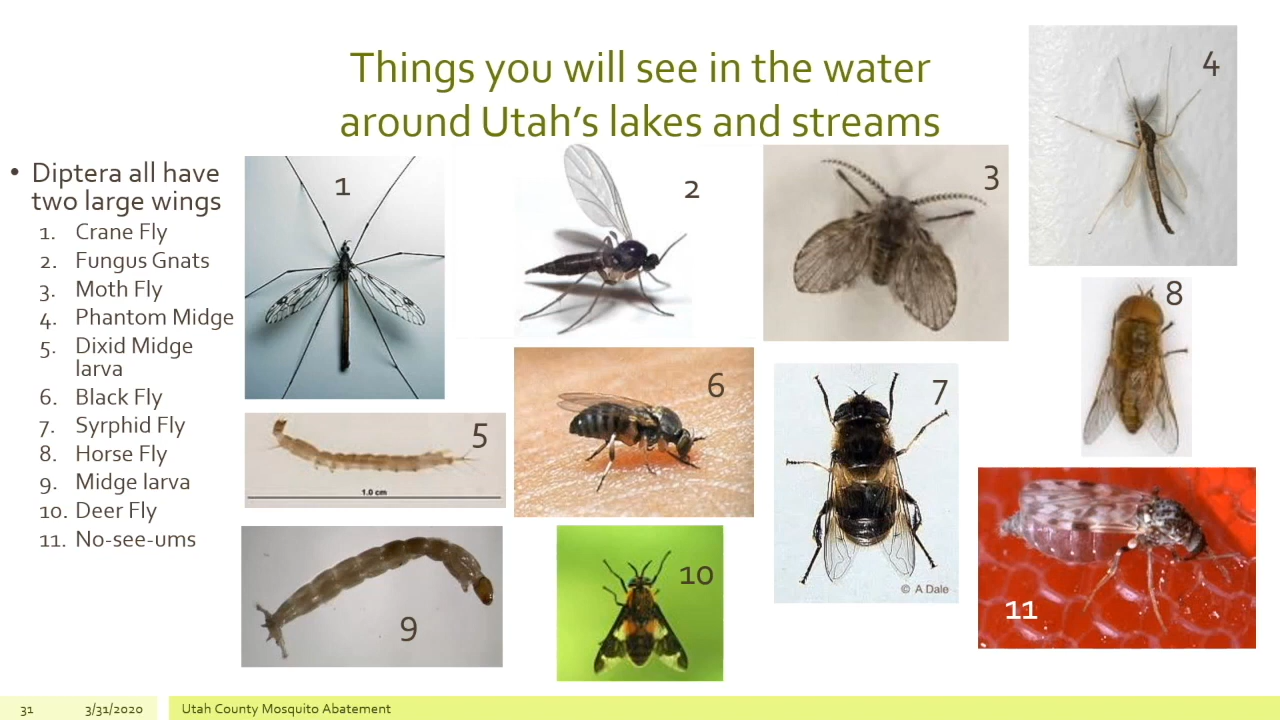 Things you will see in the water
around Utah's lakes and streams
• Diptera all have
two large wings
1. Crane Fly
2. Fungus Gnats
3. Moth Fly
4. Phantom Midge
5. Dixid Midge
larva
6. Black Fly
7. Syrphid Fly
8. Horse Fly
9. Midge larva
10. Deer Fly
11. No-see-ums
1
2
3
4
5
1.0 cm
6
7
© A Dale
8
9
10
11
31 3/31/2020 Utah County Mosquito Abatement